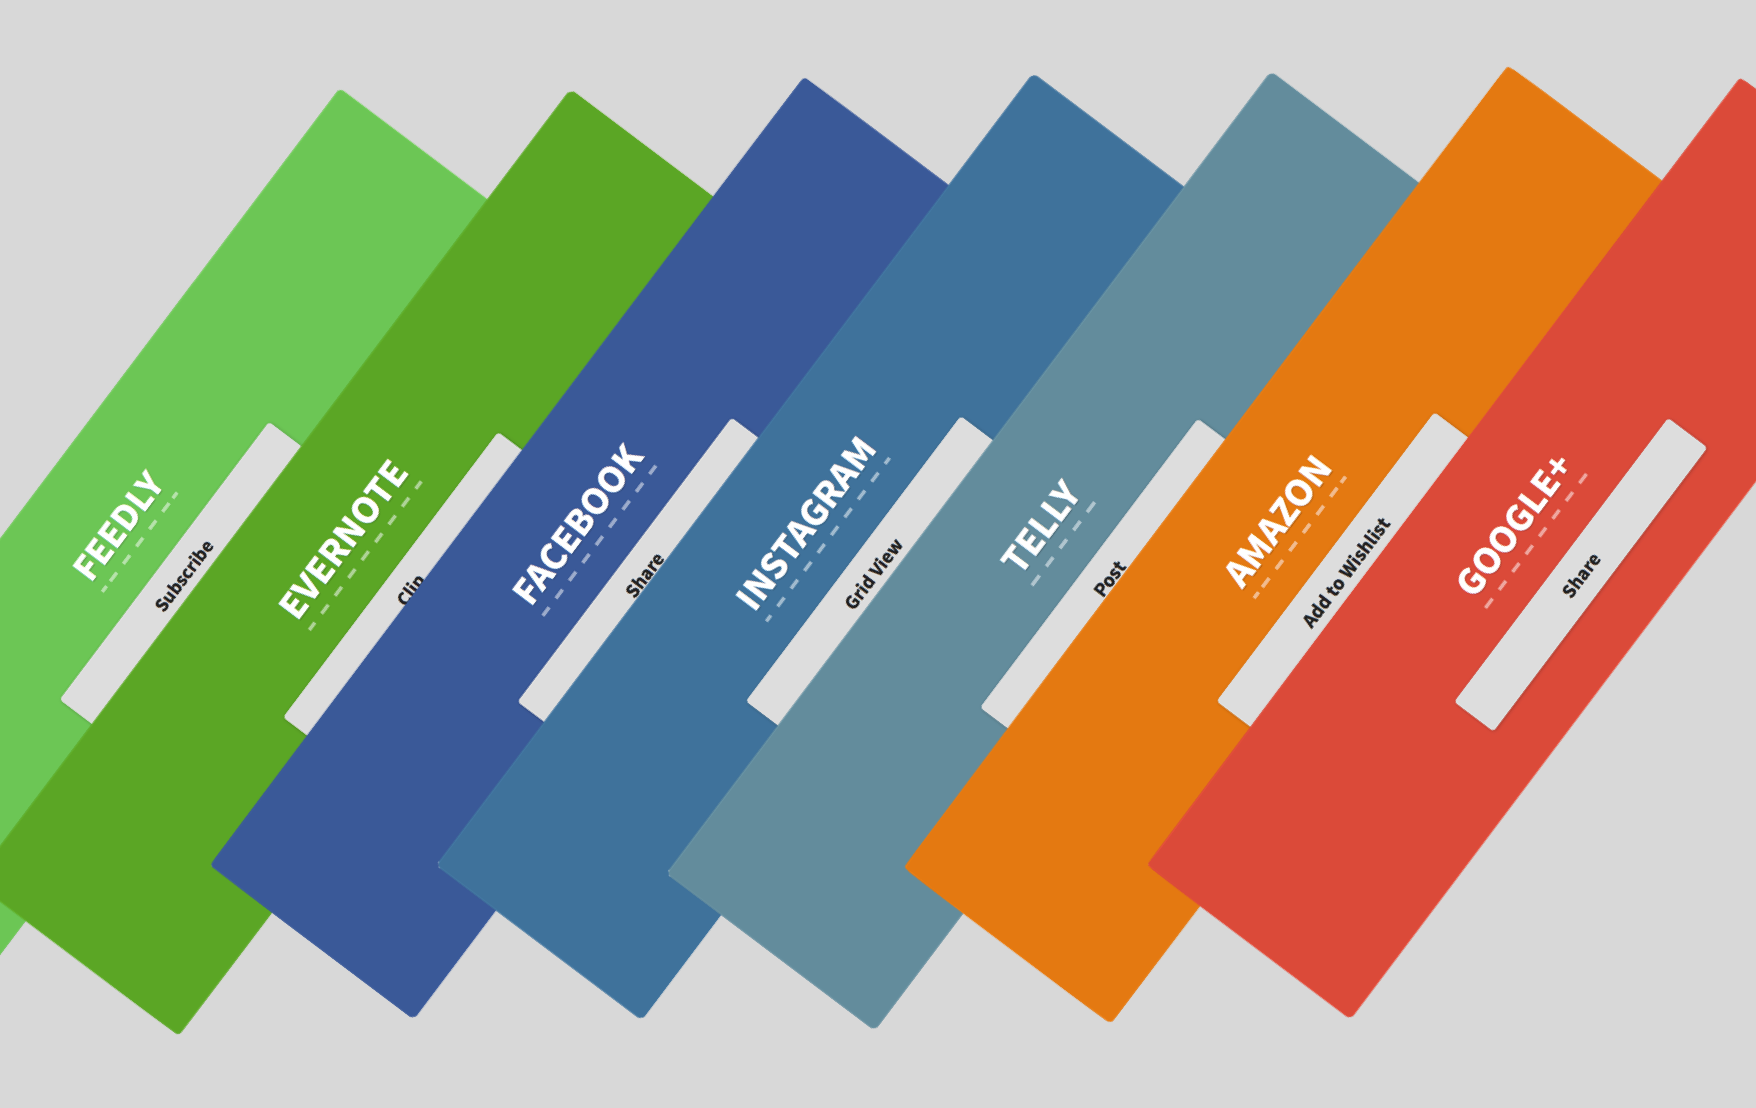 FEEDLY
Subscribe
EVERNOTE
Clip
FACEBOOK
Share
INSTAGRAM
Grid View
TELLY
Post
AMAZON
Add to Wishlist
GOOGLE+
Share